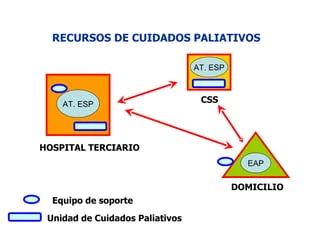 RECURSOS DE CUIDADOS PALIATIVOS
AT. ESP
AT. ESP
CSS
HOSPITAL TERCIARIO
EAP
DOMICILIO
Equipo de soporte
Unidad de Cuidados Paliativos